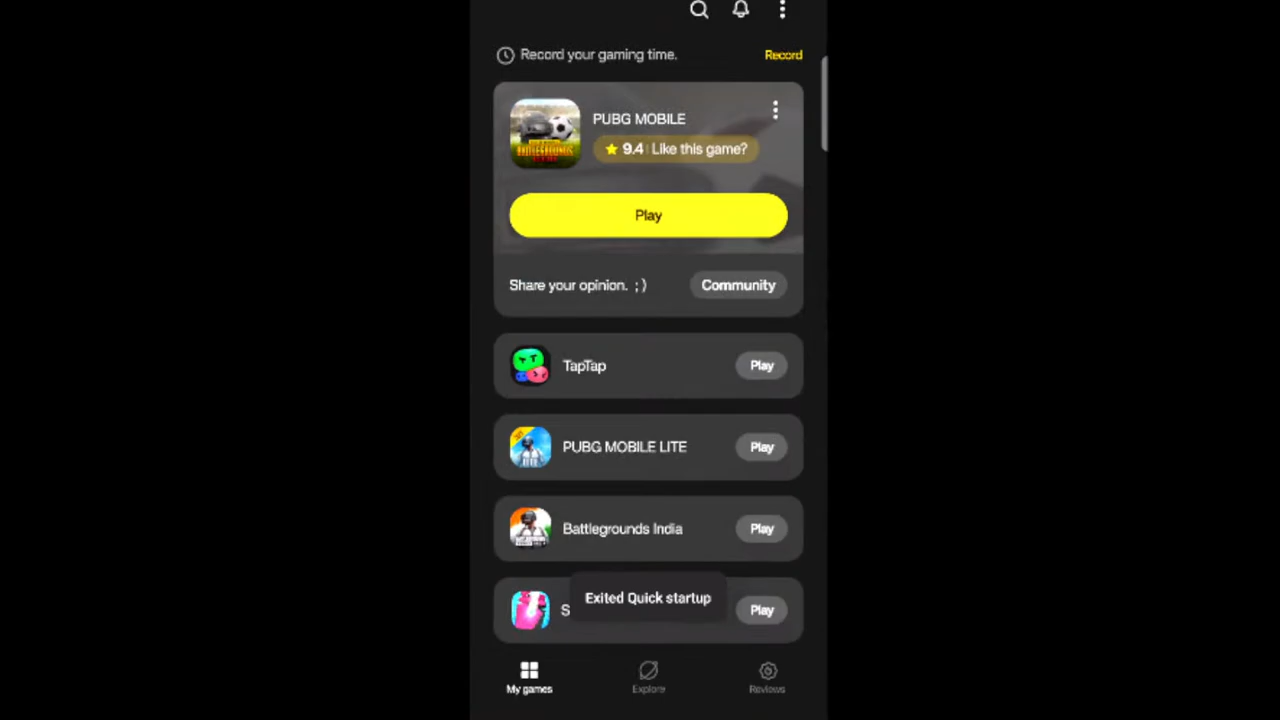 Record your gaming time. Record
PUBG MOBILE
9.4 Like this game?
Play
Share your opinion. ;) Community
TapTap Play
PUBG MOBILE LITE Play
Battlegrounds India Play
S Play
Exited Quick startup
My games Explore Reviews